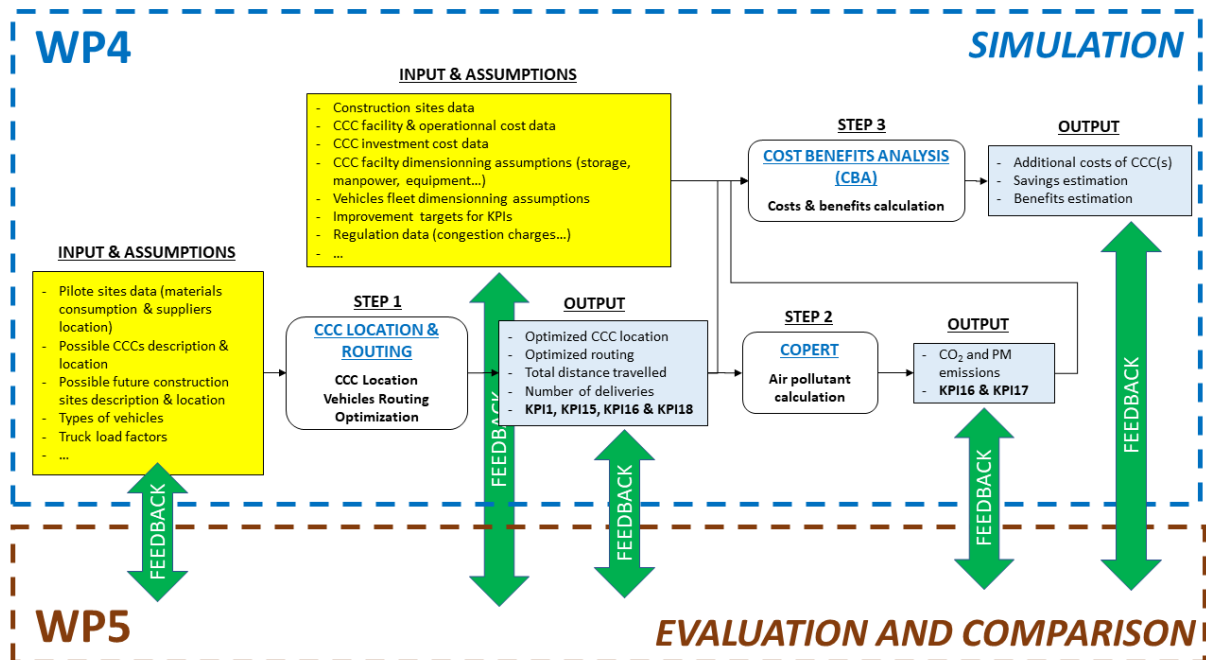 WP4
SIMULATION
INPUT & ASSUMPTIONS
- Construction sites data
- CCC facility & operationnal cost data
- CCC investment cost data
- CCC facility dimensionning assumptions (storage,
manpower, equipment...)
- Vehicles fleet dimensionning assumptions
- Improvement targets for KPIs
- Regulation data (congestion charges...)
- ...
STEP 3
COST BENEFITS ANALYSIS
(CBA)
Costs & benefits calculation
OUTPUT
- Additional costs of CCC(s)
- Savings estimation
- Benefits estimation
INPUT & ASSUMPTIONS
- Pilote sites data (materials
consumption & suppliers
location)
- Possible CCCs description &
location
- Possible future construction
sites description & location
- Types of vehicles
- Truck load factors
- ...
STEP 1
CCC LOCATION &
ROUTING
CCC Location
Vehicles Routing
Optimization
OUTPUT
- Optimized CCC location
- Optimized routing
- Total distance travelled
- Number of deliveries
- KPI1, KPI15, KPI16 & KPI18
STEP 2
COPERT
Air pollutant
calculation
OUTPUT
- CO₂ and PM
emissions
- KPI16 & KPI17
FEEDBACK
FEEDBACK
FEEDBACK
FEEDBACK
FEEDBACK
WP5
EVALUATION AND COMPARISON